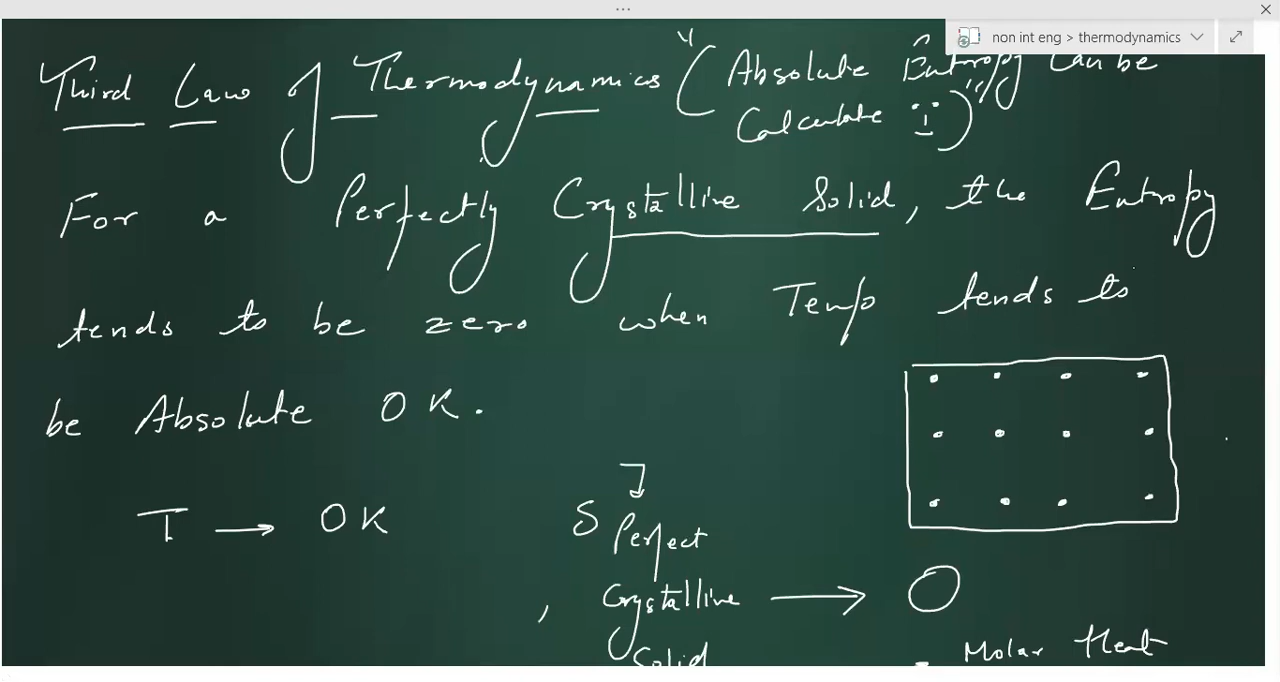 non int eng > thermodynamics
Third Law of Thermodynamics ("Absolute Entropy can be
Calculate")
For a Perfectly Crystalline Solid, the Entropy
tends to be zero when Temp tends to
be Absolute 0 K.
T → 0 K
S Perfect
Crystalline → 0
Solid
Molar Heat